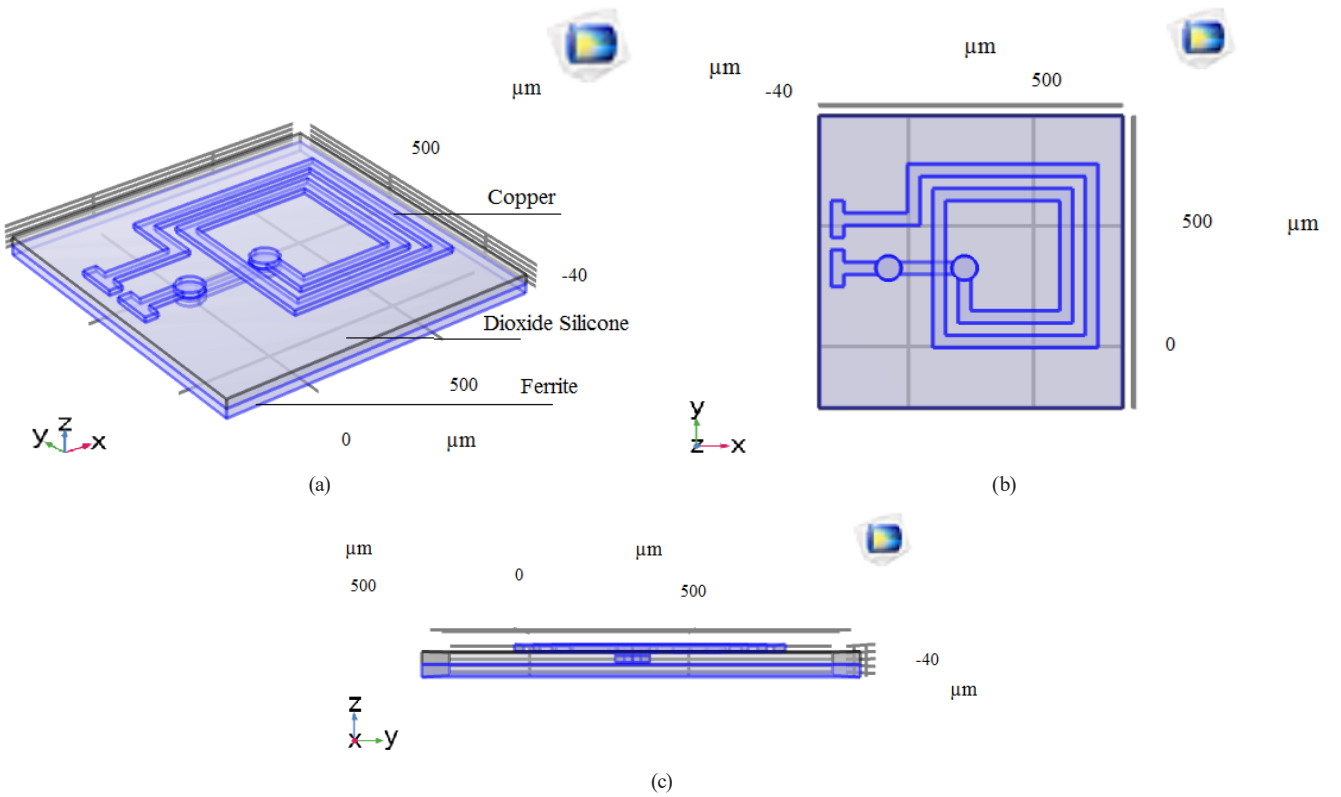 µm
500
Copper
-40
Dioxide Silicone
500
Ferrite
0
µm
y
z
x
(a)
µm
µm
-40
500
500
µm
0
y
z
x
(b)
µm
µm
500
0
500
-40
µm
z
x
y
(c)